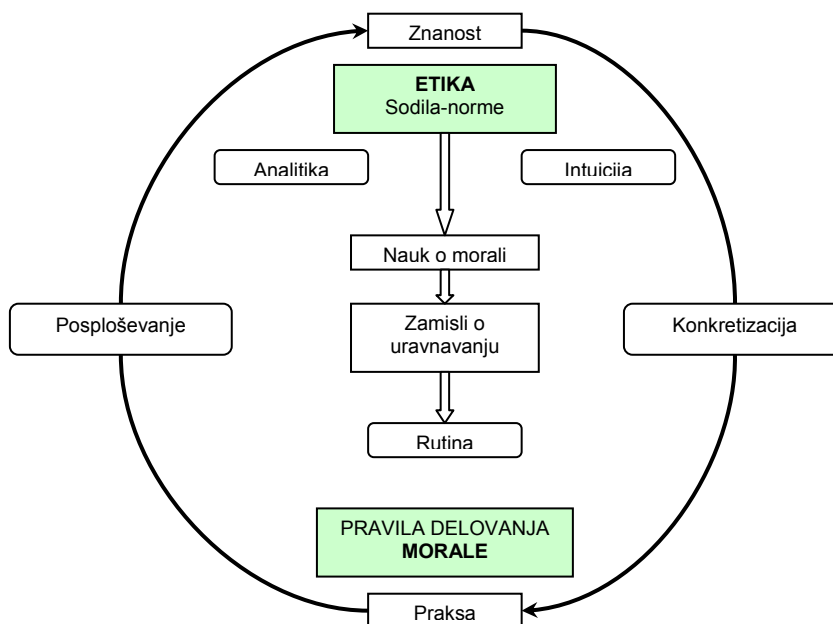 Znanost
ETIKA
Sodila-norme
Analitika
Intuicija
Nauk o morali
Posploševanje
Zamisli o
uravnavanju
Konkretizacija
Rutina
PRAVILA DELOVANJA
MORALE
Praksa